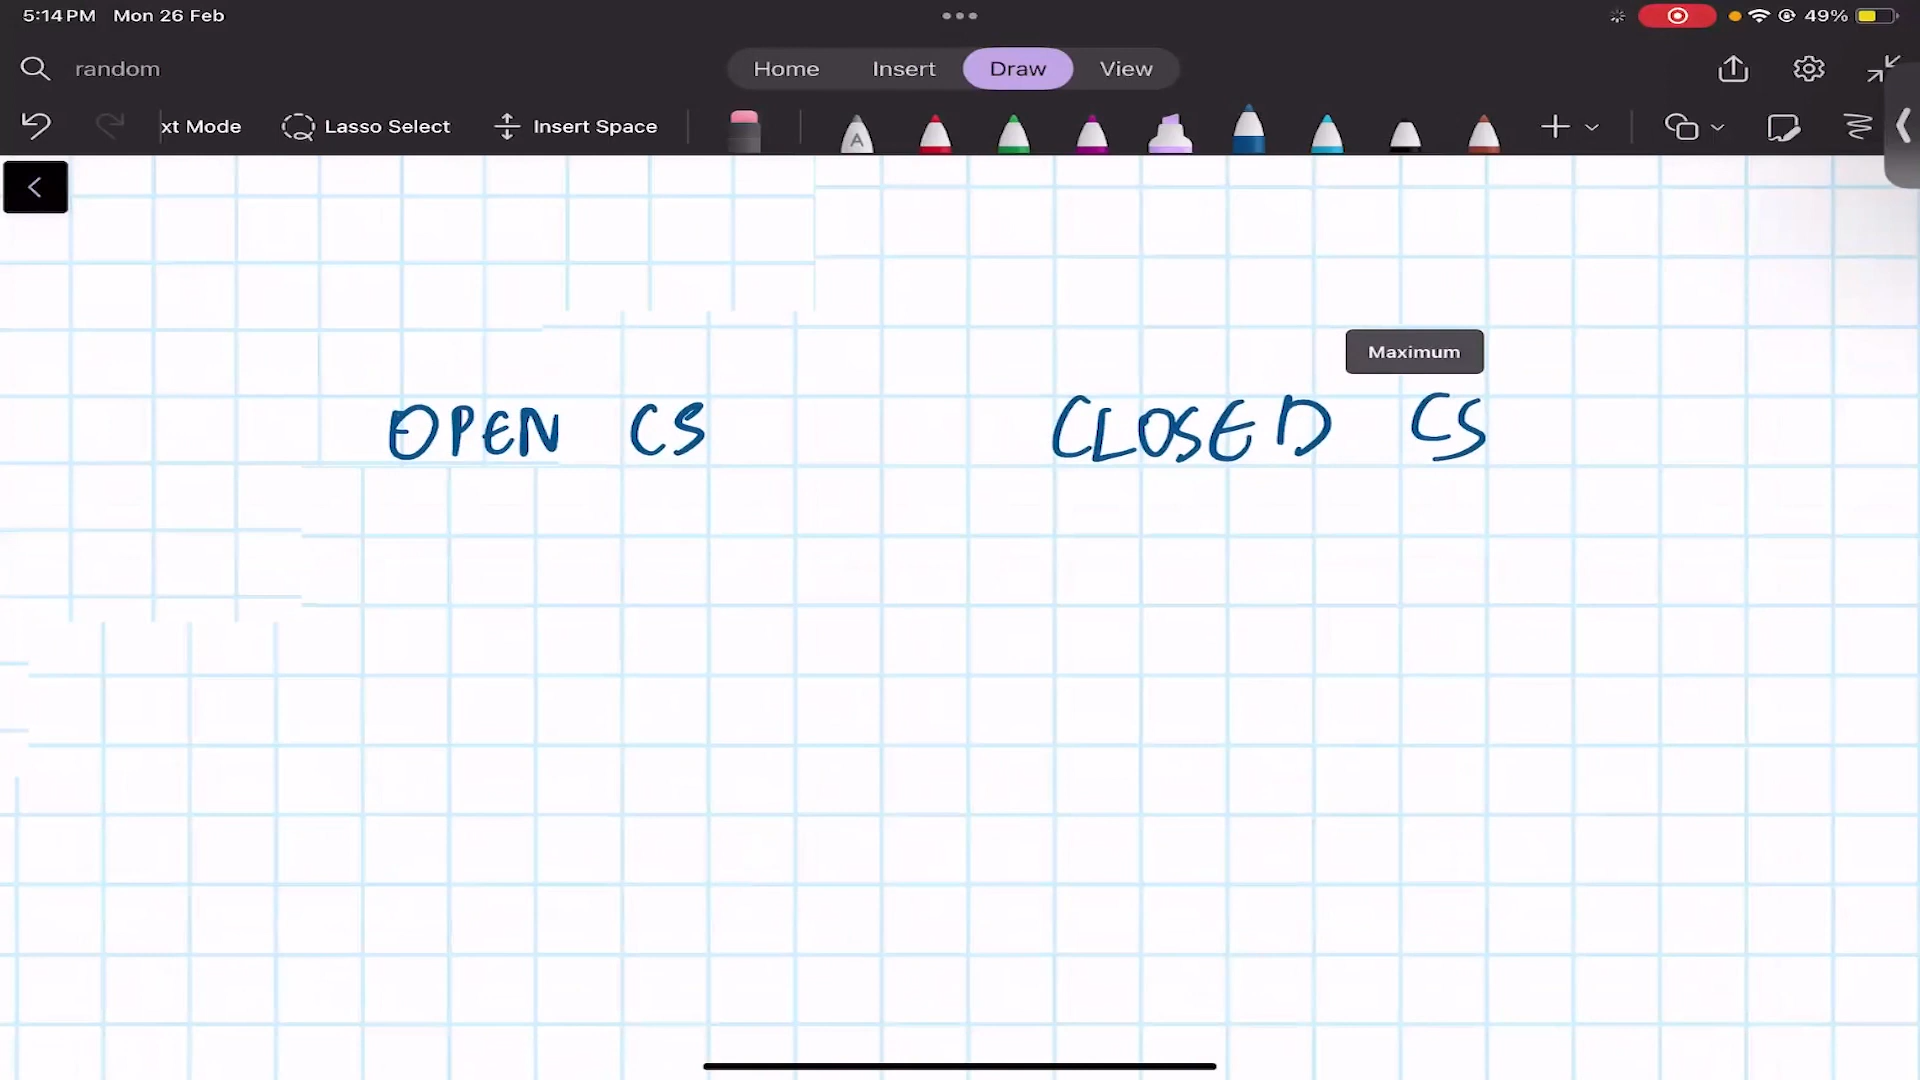 5:14 PM Mon 26 Feb 49%
random Home Insert Draw View
xt Mode Lasso Select Insert Space A
Maximum
OPEN CS CLOSED CS